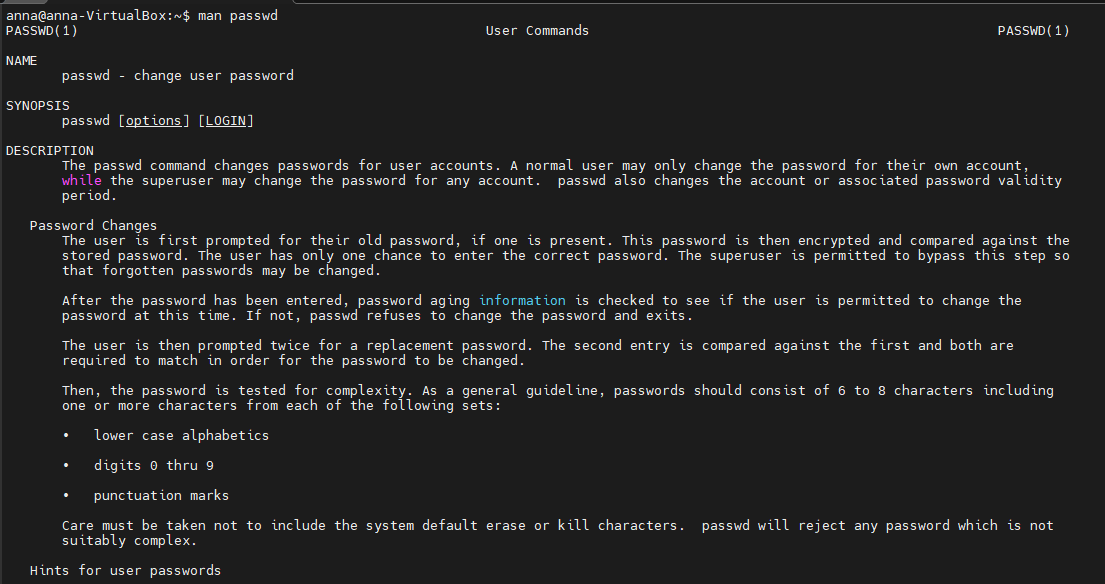 anna@anna-VirtualBox:~$ man passwd
PASSWD(1) User Commands PASSWD(1)
NAME
passwd - change user password
SYNOPSIS
passwd [options] [LOGIN]
DESCRIPTION
The passwd command changes passwords for user accounts. A normal user may only change the password for their own account,
while the superuser may change the password for any account.  passwd also changes the account or associated password validity
period.
Password Changes
The user is first prompted for their old password, if one is present. This password is then encrypted and compared against the
stored password. The user has only one chance to enter the correct password. The superuser is permitted to bypass this step so
that forgotten passwords may be changed.
After the password has been entered, password aging information is checked to see if the user is permitted to change the
password at this time. If not, passwd refuses to change the password and exits.
The user is then prompted twice for a replacement password. The second entry is compared against the first and both are
required to match in order for the password to be changed.
Then, the password is tested for complexity. As a general guideline, passwords should consist of 6 to 8 characters including
one or more characters from each of the following sets:
• lower case alphabetics
• digits 0 thru 9
• punctuation marks
Care must be taken not to include the system default erase or kill characters.  passwd will reject any password which is not
suitably complex.
Hints for user passwords